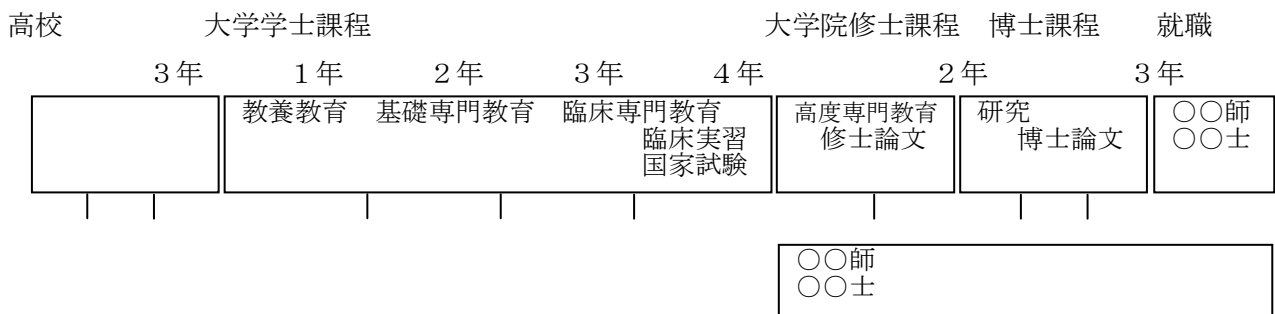 高校 大学学士課程 大学院修士課程 博士課程 就職
３年 １年 ２年 ３年 ４年 ２年 ３年
教養教育 基礎専門教育 臨床専門教育 高度専門教育 研究 ○○師
臨床実習 修士論文 博士論文 ○○士
国家試験
○○師
○○士